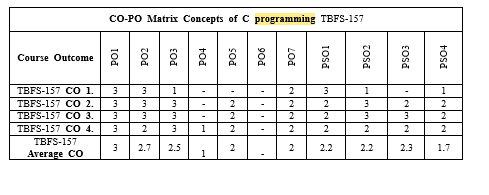 CO-PO Matrix Concepts of C programming TBFS-157
Course Outcome PO1 PO2 PO3 PO4 PO5 PO6 PO7 PSO1 PSO2 PSO3 PSO4
TBFS-157 CO 1. 3 3 1 - - - 2 3 1 - 1
TBFS-157 CO 2. 3 3 3 - 2 - 2 2 3 2 2
TBFS-157 CO 3. 3 3 3 - 2 - 2 2 3 3 2
TBFS-157 CO 4. 3 2 3 1 2 - 2 2 2 2 2
TBFS-157 Average CO 3 2.7 2.5 1 2 - 2 2.2 2.2 2.3 1.7